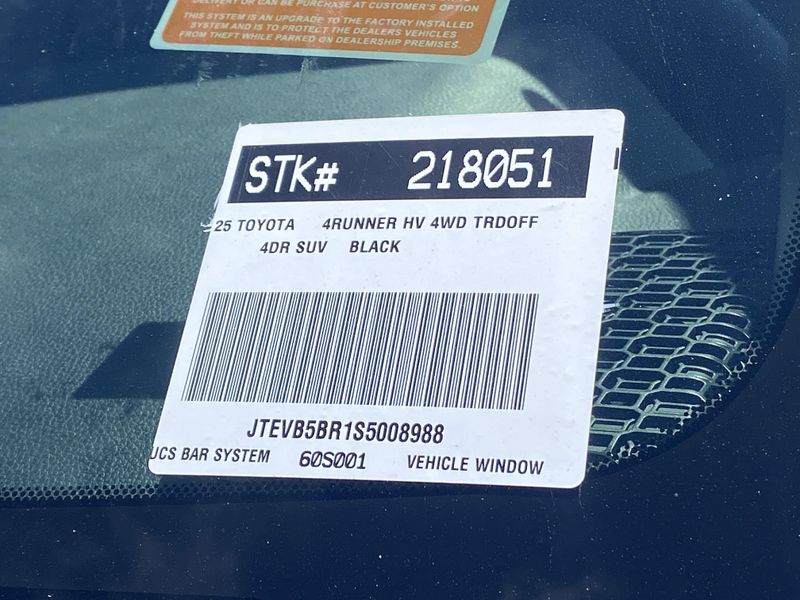 DELIVERY OR CAN BE PURCHASE AT CUSTOMER'S OPTION
THIS SYSTEM IS AN UPGRADE TO THE FACTORY INSTALLED
SYSTEM AND IS TO PROTECT THE DEALERS VEHICLES
FROM THEFT WHILE PARKED ON DEALERSHIP PREMISES.
STK# 218051
25 TOYOTA 4RUNNER HV 4WD TRDOFF
4DR SUV BLACK
JTEVB5BR1S5008988
UCS BAR SYSTEM 60S001 VEHICLE WINDOW